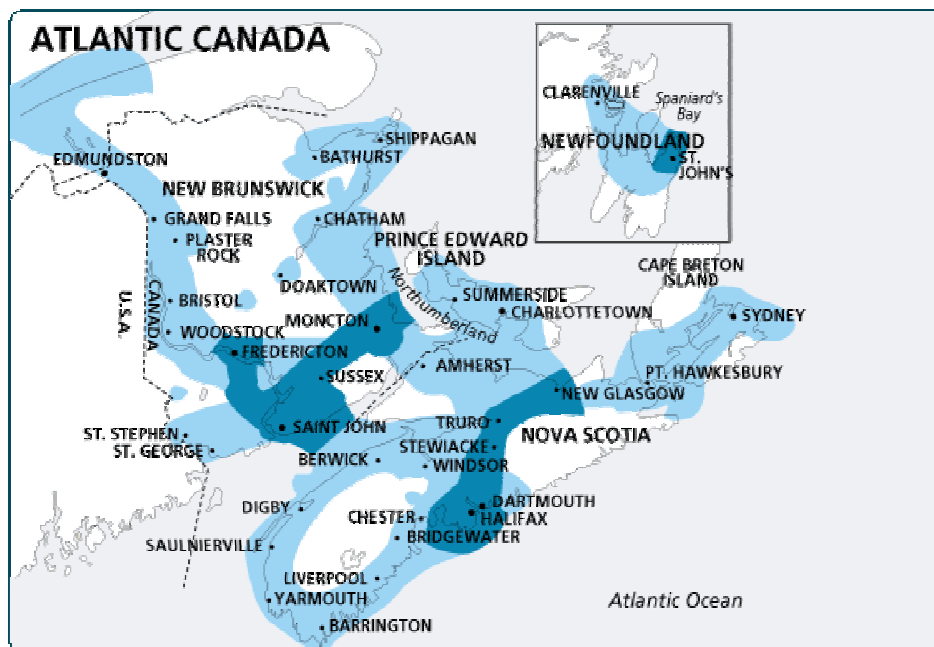 ATLANTIC CANADA
CLARENVILLE
Spaniard's
Bay
NEWFOUNDLAND
ST.
JOHN'S
SHIPPAGAN
BATHURST
EDMUNDSTON
NEW BRUNSWICK
GRAND FALLS
CHATHAM
PLASTER
ROCK
PRINCE EDWARD
ISLAND
CAPE BRETON
ISLAND
DOAKTOWN
Northumberland
SUMMERSIDE
CHARLOTTETOWN
SYDNEY
U.S.A.
CANADA
BRISTOL
MONCTON
WOODSTOCK
FREDERICTON
AMHERST
SUSSEX
PT. HAWKESBURY
NEW GLASGOW
TRURO
NOVA SCOTIA
SAINT JOHN
ST. STEPHEN
ST. GEORGE
STEWIACKE
BERWICK
WINDSOR
DIGBY
CHESTER
DARTMOUTH
HALIFAX
BRIDGEWATER
SAULNIERVILLE
LIVERPOOL
YARMOUTH
BARRINGTON
Atlantic Ocean